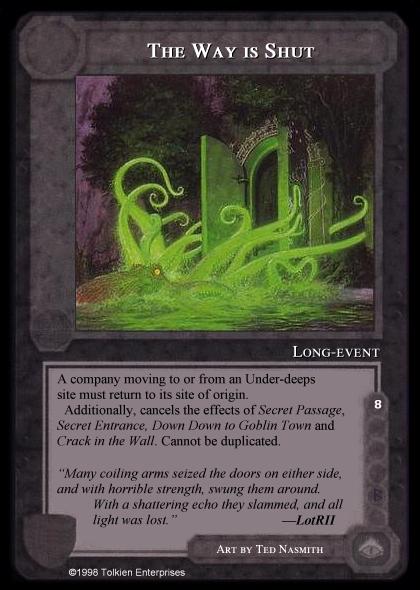 The Way is Shut
Long-event
A company moving to or from an Under-deeps
site must return to its site of origin.
Additionally, cancels the effects of Secret Passage,
Secret Entrance, Down Down to Goblin Town and
Crack in the Wall. Cannot be duplicated.
8
“Many coiling arms seized the doors on either side,
and with horrible strength, swung them around.
With a shattering echo they slammed, and all
light was lost.” —LotRII
Art by Ted Nasmith
©1998 Tolkien Enterprises